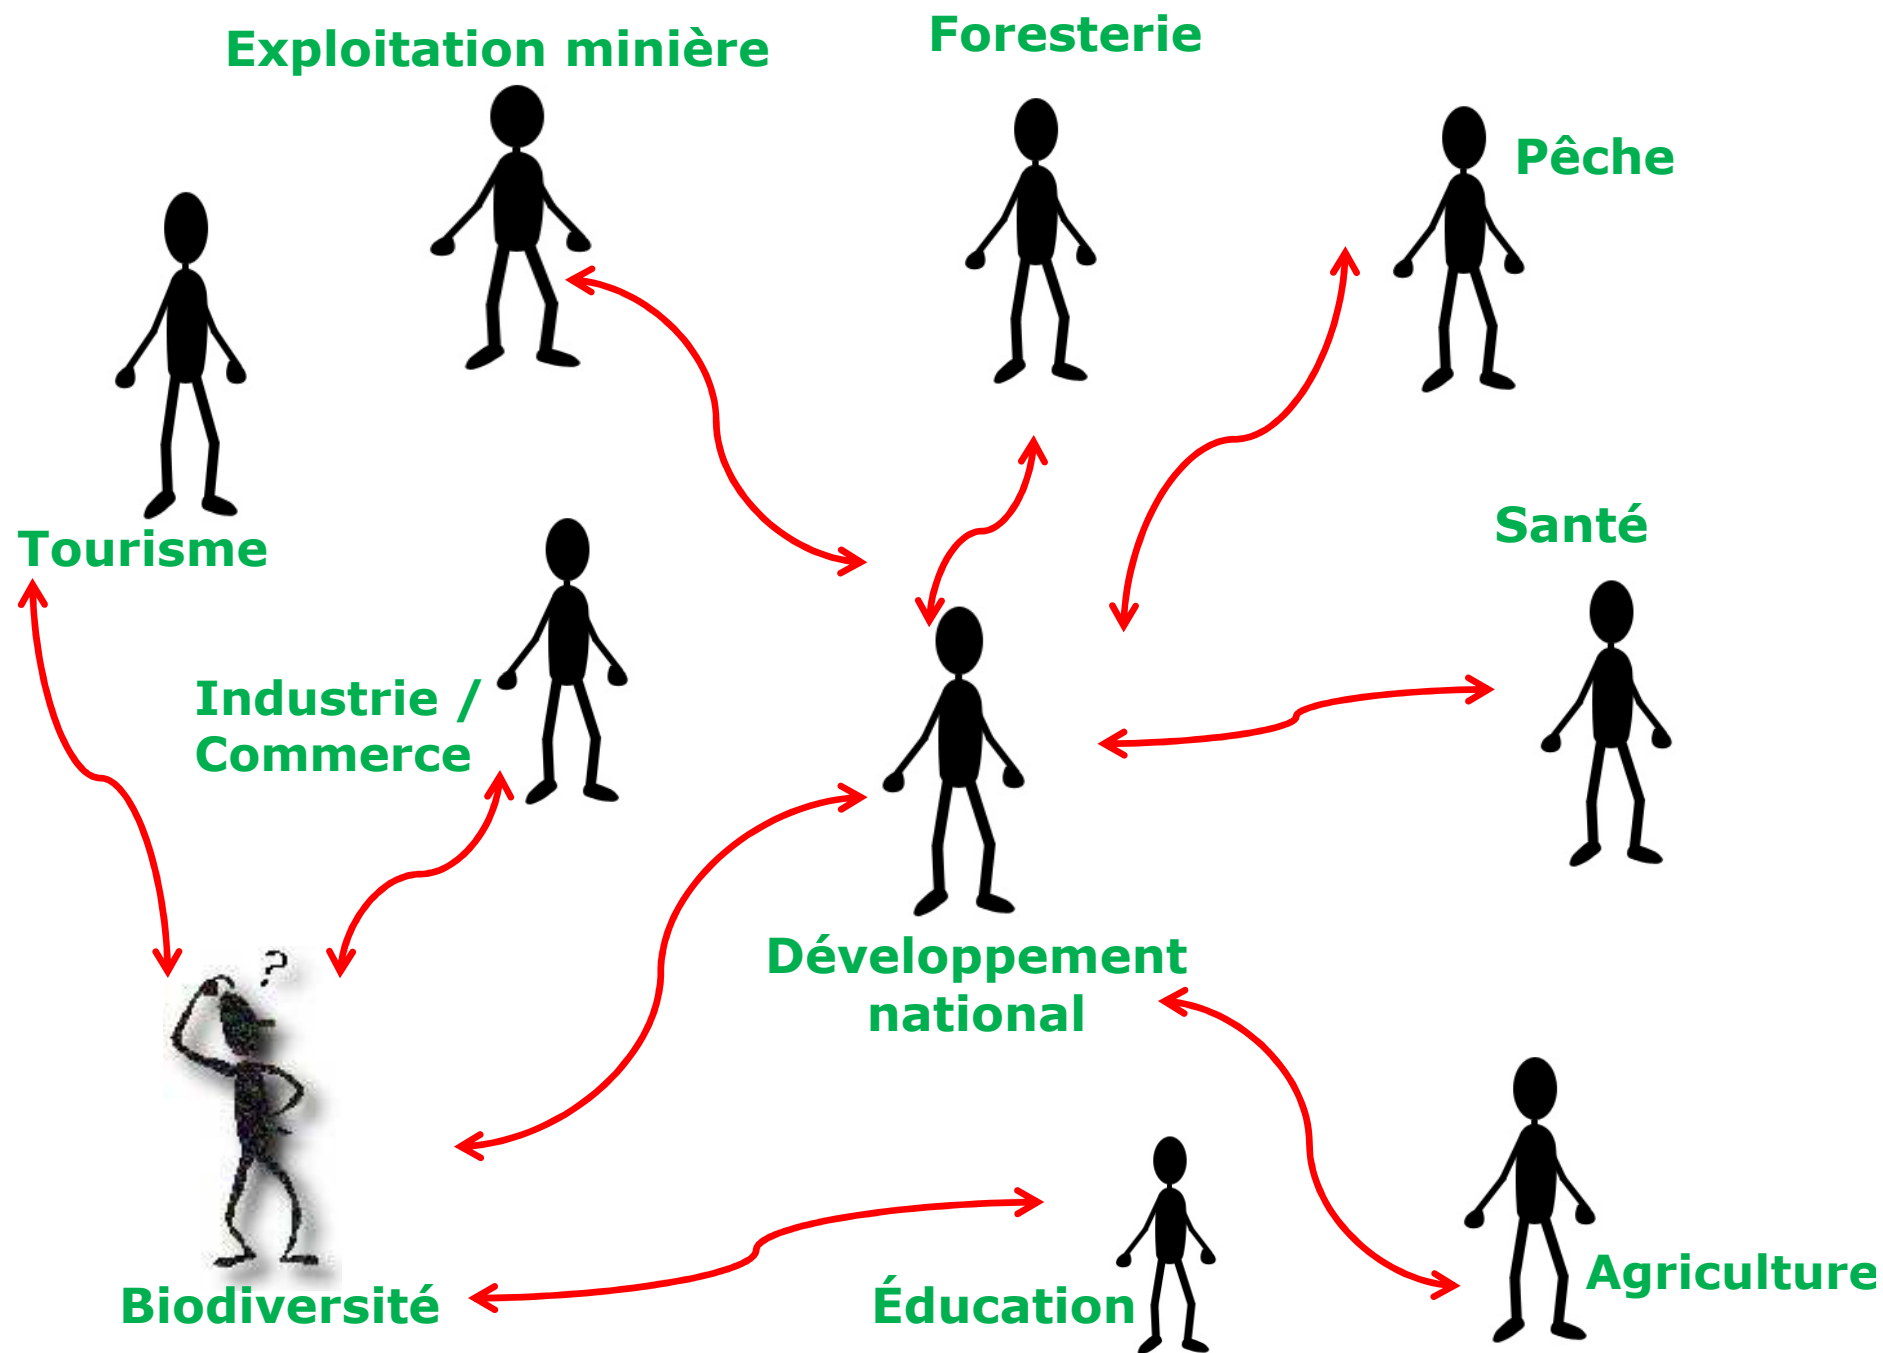 Exploitation minière
Foresterie
Pêche
Tourisme
Santé
Industrie /
Commerce
Développement
national
?
Biodiversité
Éducation
Agriculture